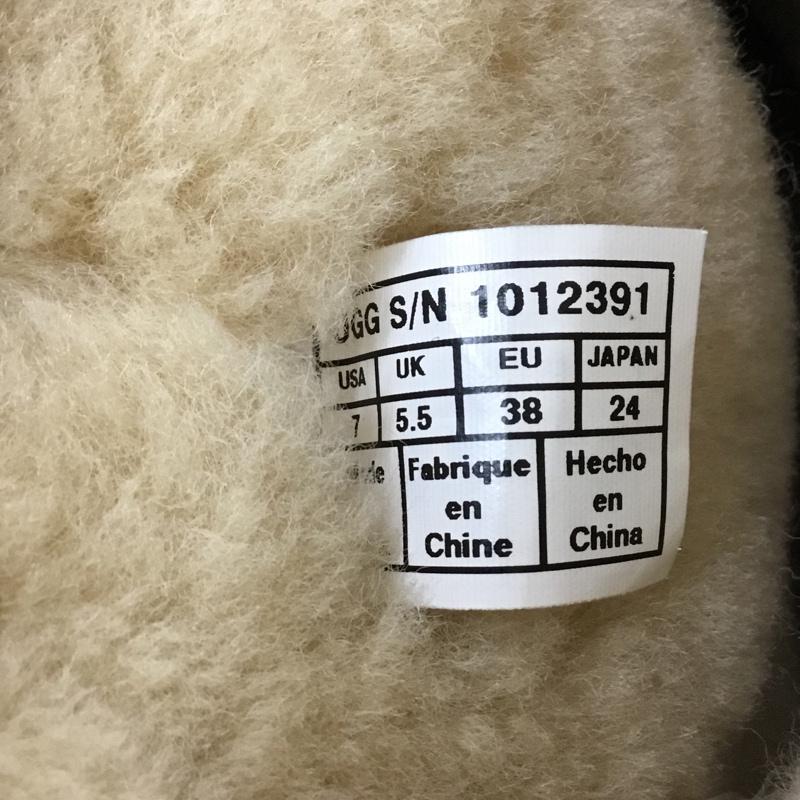 UGG S/N 1012391
USA UK EU JAPAN
7 5.5 38 24
Fabrique Hecho
en en
Chine China